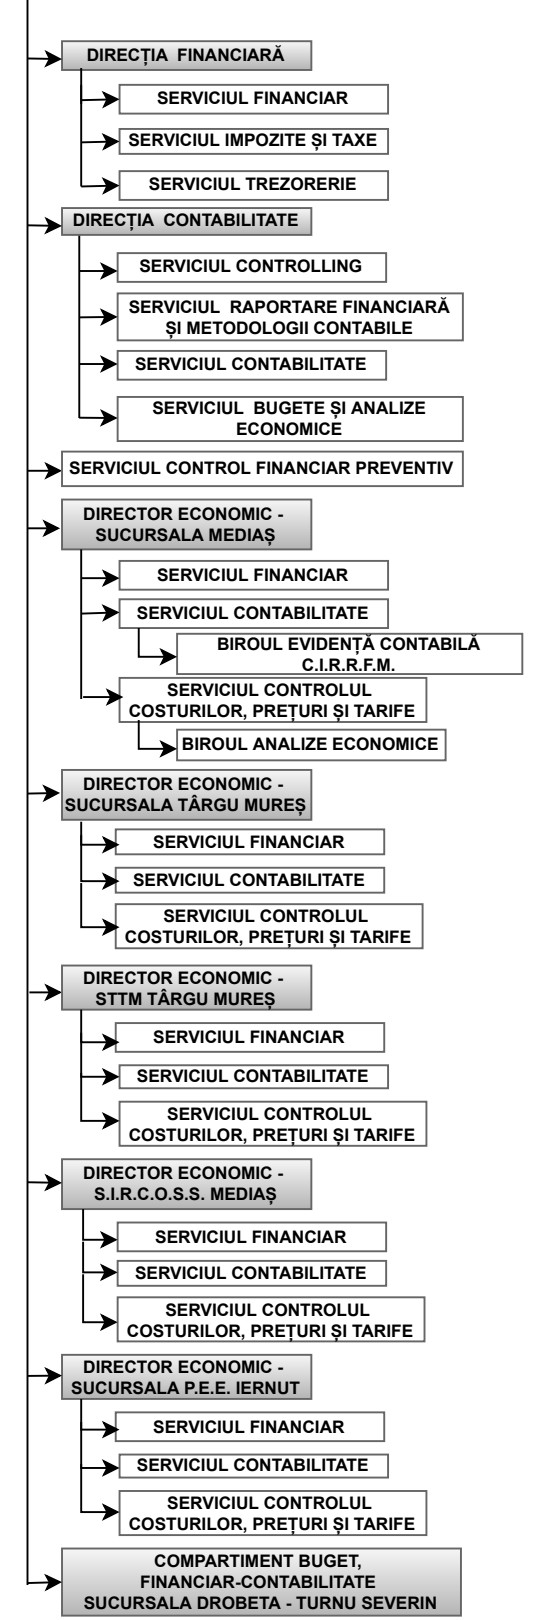 DIRECȚIA FINANCIARĂ
SERVICIUL FINANCIAR
SERVICIUL IMPOZITE ȘI TAXE
SERVICIUL TREZORERIE
DIRECȚIA CONTABILITATE
SERVICIUL CONTROLLING
SERVICIUL RAPORTARE FINANCIARĂ
ȘI METODOLOGII CONTABILE
SERVICIUL CONTABILITATE
SERVICIUL BUGETE ȘI ANALIZE
ECONOMICE
SERVICIUL CONTROL FINANCIAR PREVENTIV
DIRECTOR ECONOMIC -
SUCURSALA MEDIAȘ
SERVICIUL FINANCIAR
SERVICIUL CONTABILITATE
BIROUL EVIDENȚĂ CONTABILĂ
C.I.R.R.F.M.
SERVICIUL CONTROLUL
COSTURILOR, PREȚURI ȘI TARIFE
BIROUL ANALIZE ECONOMICE
DIRECTOR ECONOMIC -
SUCURSALA TÂRGU MUREȘ
SERVICIUL FINANCIAR
SERVICIUL CONTABILITATE
SERVICIUL CONTROLUL
COSTURILOR, PREȚURI ȘI TARIFE
DIRECTOR ECONOMIC -
STTM TÂRGU MUREȘ
SERVICIUL FINANCIAR
SERVICIUL CONTABILITATE
SERVICIUL CONTROLUL
COSTURILOR, PREȚURI ȘI TARIFE
DIRECTOR ECONOMIC -
S.I.R.C.O.S.S. MEDIAȘ
SERVICIUL FINANCIAR
SERVICIUL CONTABILITATE
SERVICIUL CONTROLUL
COSTURILOR, PREȚURI ȘI TARIFE
DIRECTOR ECONOMIC -
SUCURSALA P.E.E. IERNUT
SERVICIUL FINANCIAR
SERVICIUL CONTABILITATE
SERVICIUL CONTROLUL
COSTURILOR, PREȚURI ȘI TARIFE
COMPARTIMENT BUGET,
FINANCIAR-CONTABILITATE
SUCURSALA DROBETA - TURNU SEVERIN